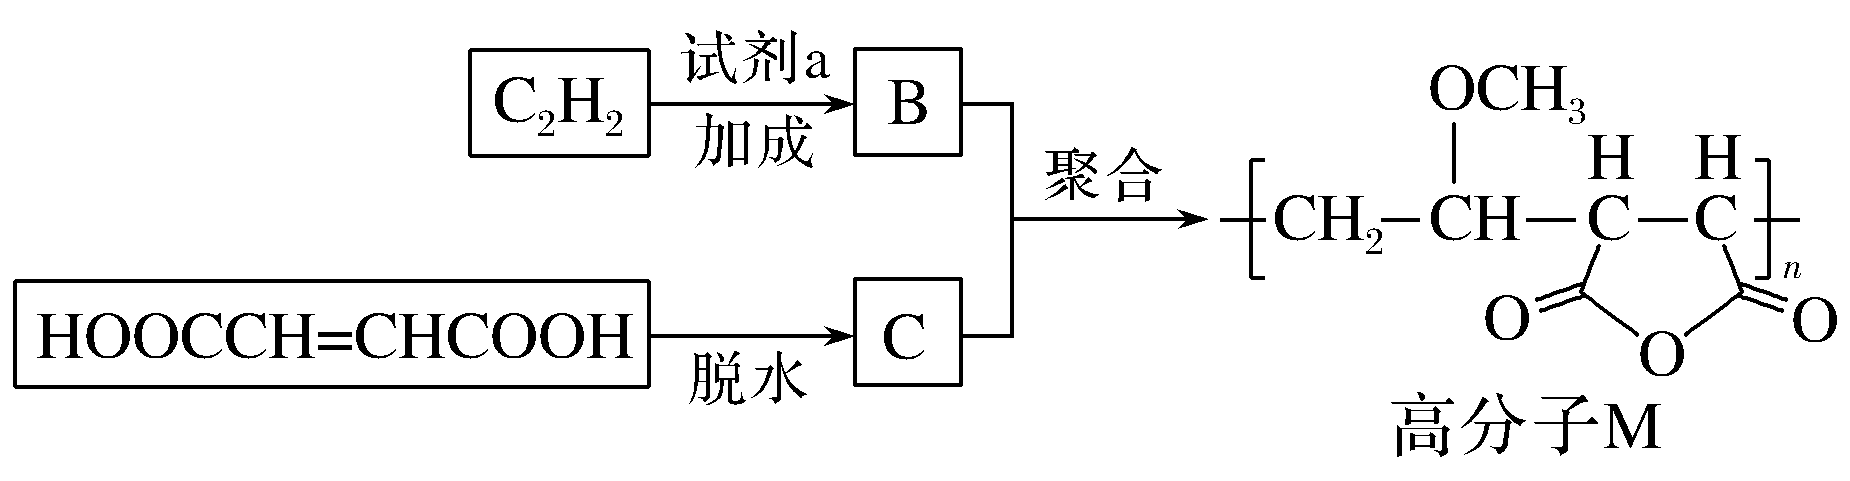 C₂H₂
试剂a
加成
B
HOOCCH=CHCOOH
脱水
C
聚合
OCH₃
H H
CH₂—CH—C—C
n
O O
O
高分子M